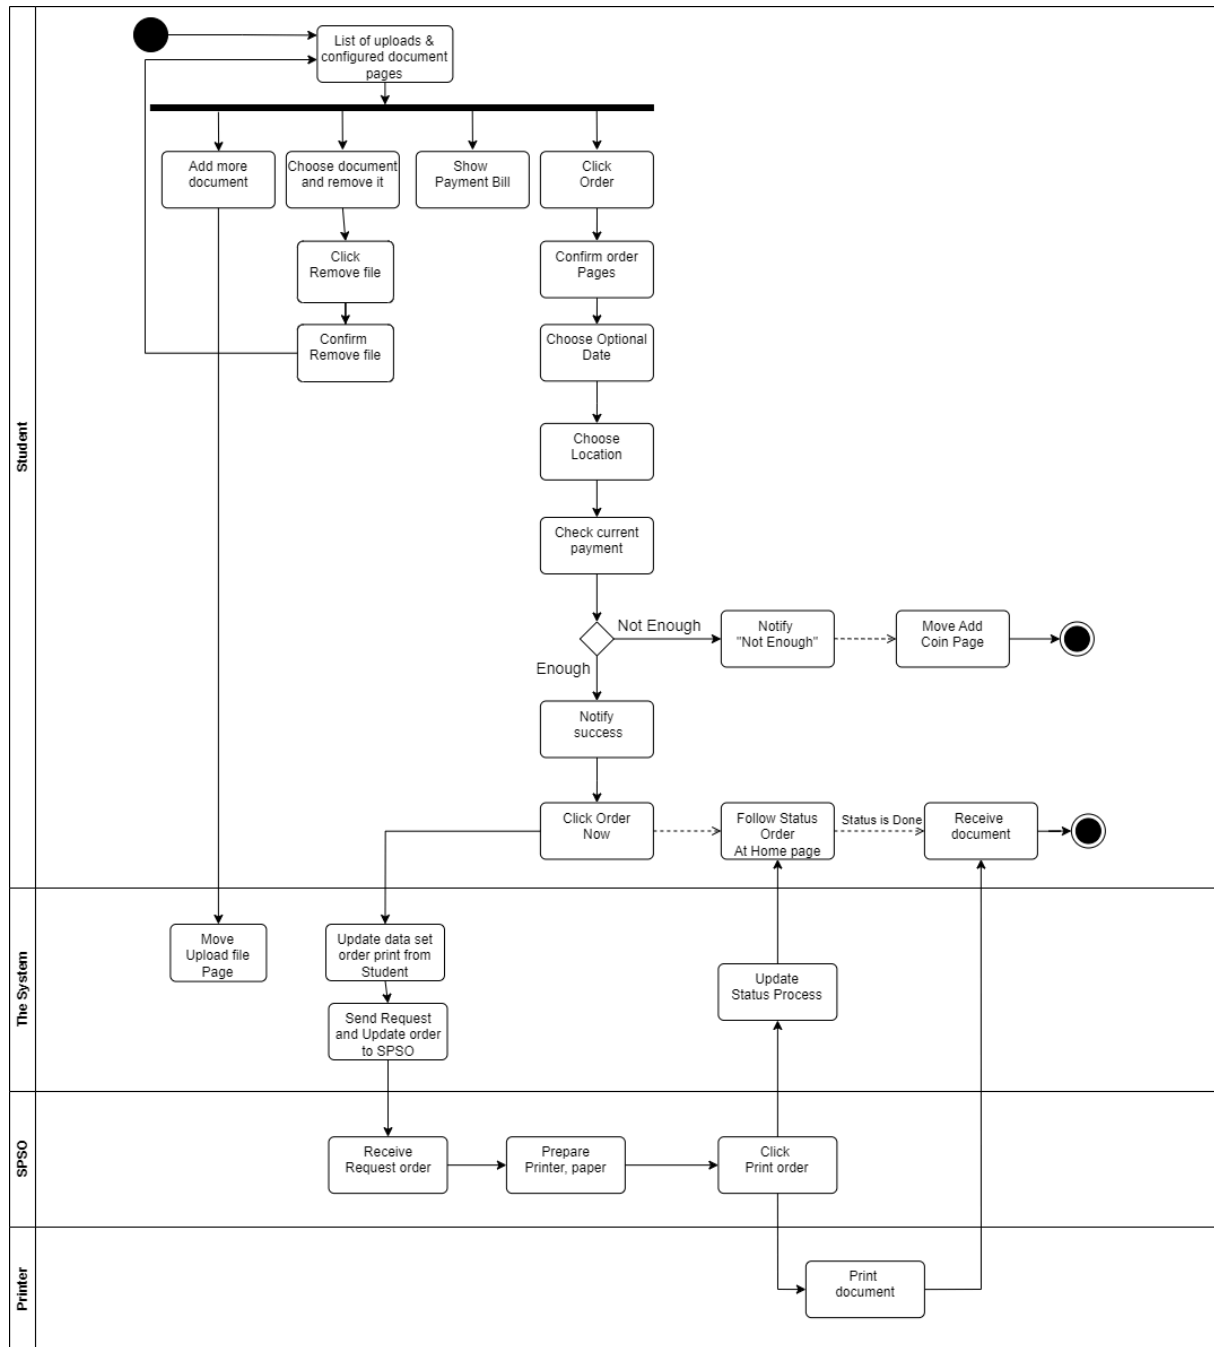 List of uploads &
configured document
pages
Add more
document
Choose document
and remove it
Show
Payment Bill
Click
Order
Click
Remove file
Confirm order
Pages
Confirm
Remove file
Choose Optional
Date
Student
Choose
Location
Check current
payment
Not Enough
Notify
"Not Enough"
Move Add
Coin Page
Enough
Notify
success
Click Order
Now
Follow Status
Order
At Home page
Status is Done
Receive
document
The System
Move
Upload file
Page
Update data set
order print from
Student
Update
Status Process
Send Request
and Update order
to SPSO
SPSO
Receive
Request order
Prepare
Printer, paper
Click
Print order
Printer
Print
document